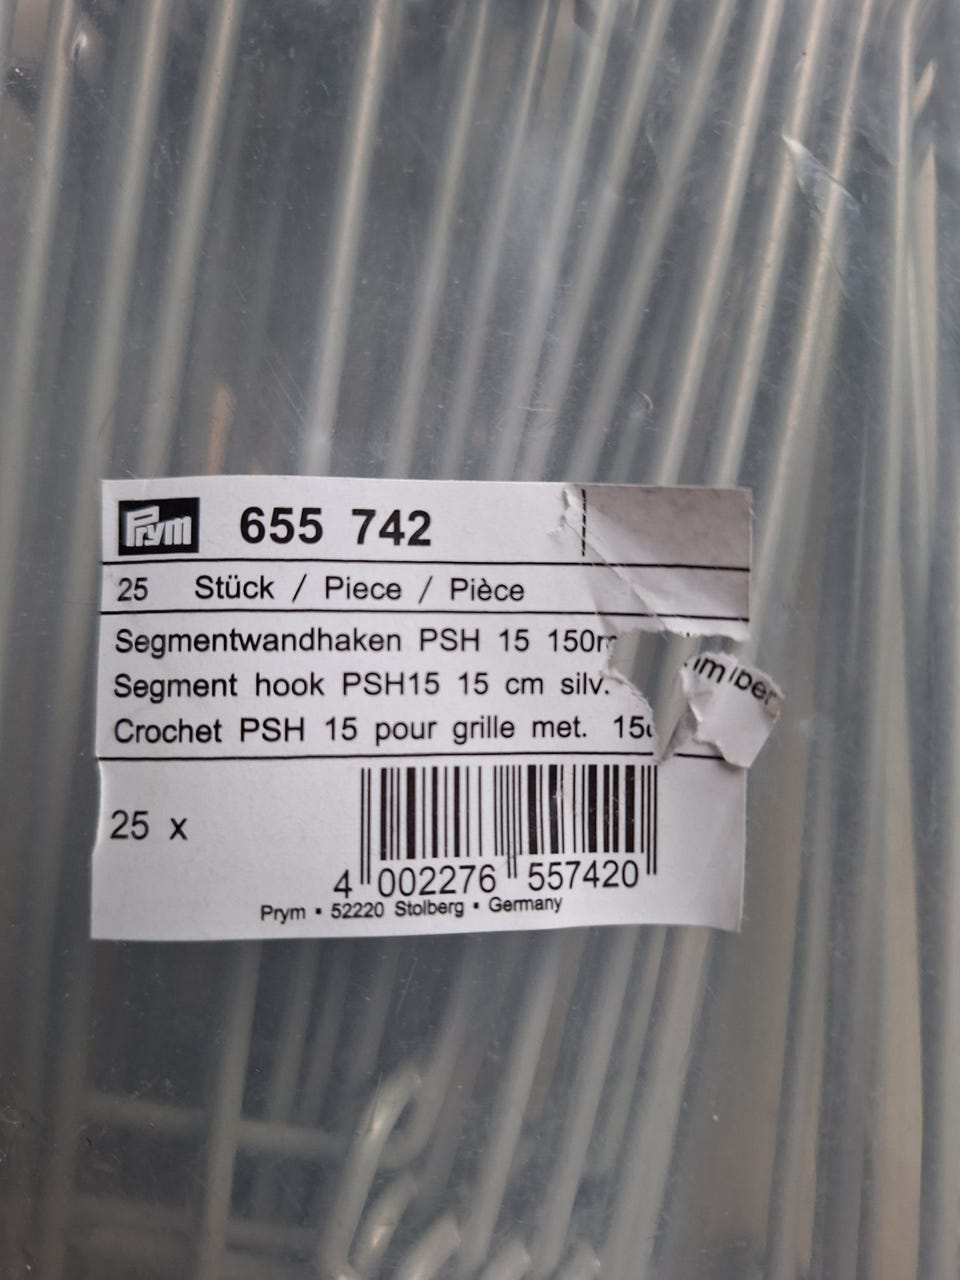 Prym 655 742
25 Stück / Piece / Pièce
Segmentwandhaken PSH 15
Segment hook PSH15 15 cm silv.
Crochet PSH 15 pour grille met.
25 x
4 002276 557420
Prym ▪ 52220 Stolberg ▪ Germany